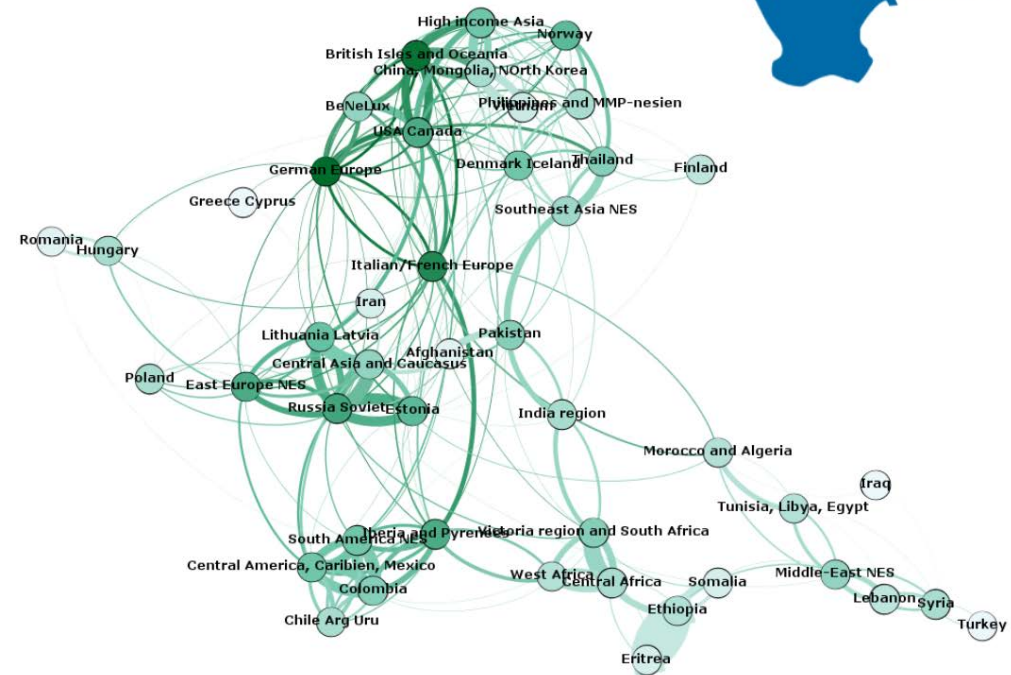 High income Asia
Norway
British Isles and Oceania
China, Mongolia, NOrth Korea
BeNeLux
Philippines and MMP-nesien
Vietnam
USA Canada
Denmark Iceland
Thailand
Finland
German Europe
Greece Cyprus
Southeast Asia NES
Romania
Hungary
Italian/French Europe
Iran
Lithuania Latvia
Pakistan
Afghanistan
Central Asia and Caucasus
Poland
East Europe NES
Russia Soviet
Estonia
India region
Morocco and Algeria
Iraq
Tunisia, Libya, Egypt
Iberia and Pyrenees
Victoria region and South Africa
South America NES
Central America, Caribien, Mexico
West Africa
Central Africa
Somalia
Middle-East NES
Colombia
Lebanon
Syria
Ethiopia
Chile Arg Uru
Turkey
Eritrea